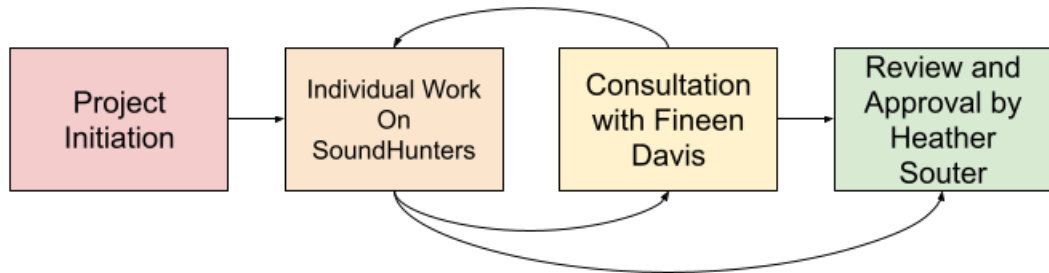 Project
Initiation
Individual Work
On
SoundHunters
Consultation
with Fineen
Davis
Review and
Approval by
Heather
Souter